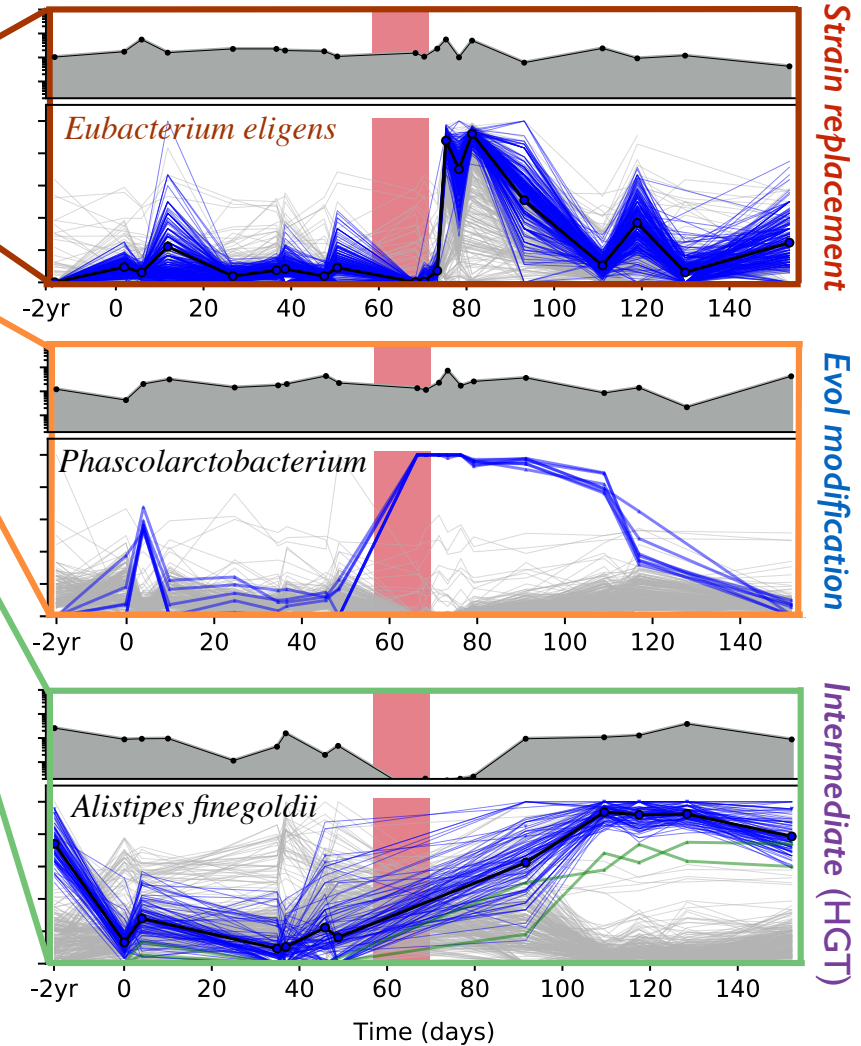 Eubacterium eligens
Strain replacement
-2yr 0 20 40 60 80 100 120 140
Phascolarctobacterium
Evol modification
-2yr 0 20 40 60 80 100 120 140
Alistipes finegoldii
Intermediate (HGT)
-2yr 0 20 40 60 80 100 120 140
Time (days)